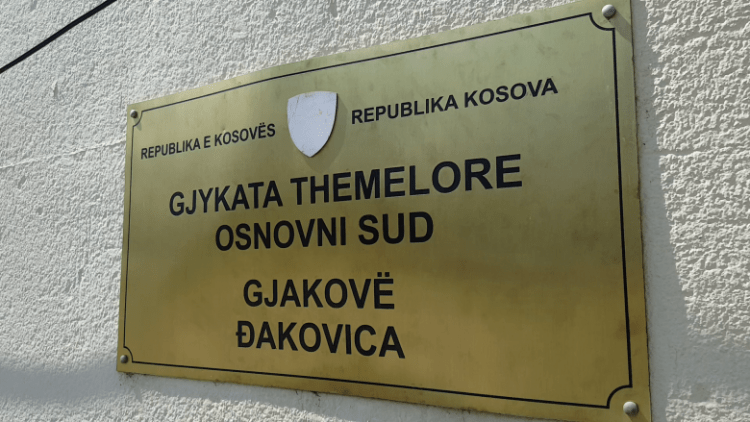 REPUBLIKA E KOSOVËS
REPUBLIKA KOSOVA
GJYKATA THEMELORE
OSNOVNI SUD
GJAKOVË
ĐAKOVICA